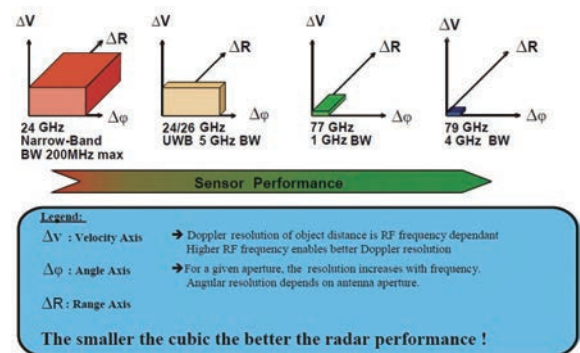 ΔV
ΔR
Δφ
24 GHz
Narrow-Band
BW 200MHz max
ΔV
ΔR
Δφ
24/26 GHz
UWB 5 GHz BW
ΔV
ΔR
Δφ
77 GHz
1 GHz BW
ΔV
ΔR
Δφ
79 GHz
4 GHz BW
Sensor Performance
Legend:
ΔV : Velocity Axis ➔ Doppler resolution of object distance is RF frequency dependant
Higher RF frequency enables better Doppler resolution
Δφ : Angle Axis ➔ For a given aperture, the resolution increases with frequency.
Angular resolution depends on antenna aperture.
ΔR : Range Axis
The smaller the cubic the better the radar performance !